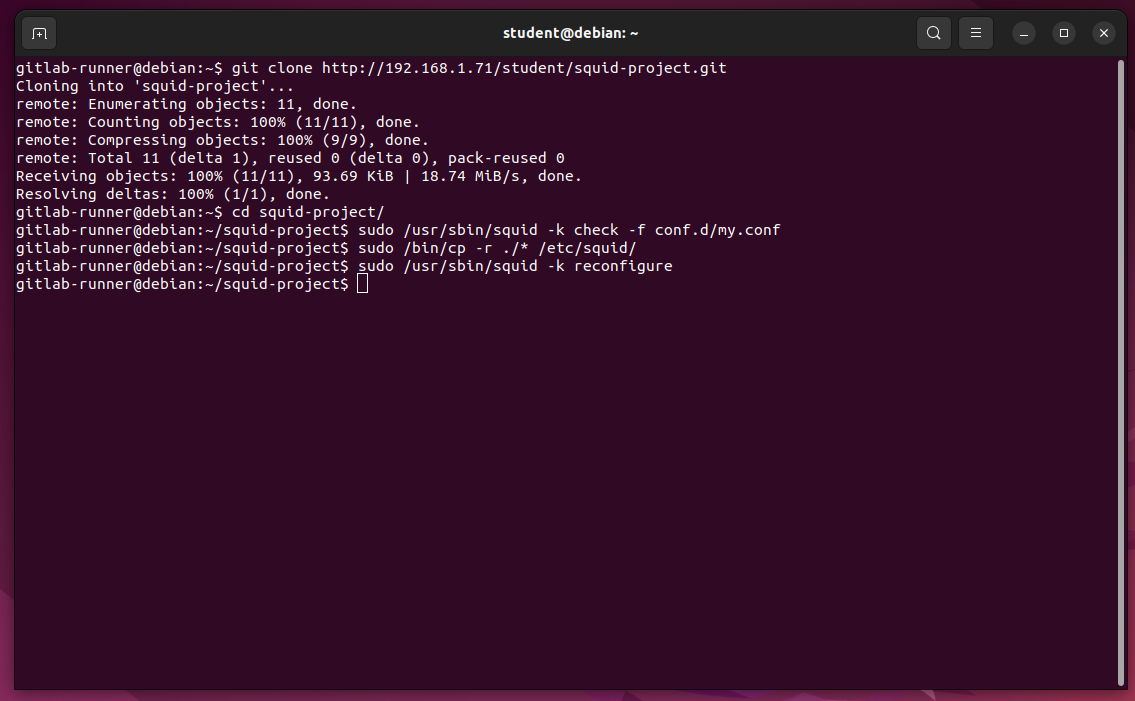 student@debian: ~
gitlab-runner@debian:~$ git clone http://192.168.1.71/student/squid-project.git
Cloning into 'squid-project'...
remote: Enumerating objects: 11, done.
remote: Counting objects: 100% (11/11), done.
remote: Compressing objects: 100% (9/9), done.
remote: Total 11 (delta 1), reused 0 (delta 0), pack-reused 0
Receiving objects: 100% (11/11), 93.69 KiB | 18.74 MiB/s, done.
Resolving deltas: 100% (1/1), done.
gitlab-runner@debian:~$ cd squid-project/
gitlab-runner@debian:~/squid-project$ sudo /usr/sbin/squid -k check -f conf.d/my.conf
gitlab-runner@debian:~/squid-project$ sudo /bin/cp -r ./* /etc/squid/
gitlab-runner@debian:~/squid-project$ sudo /usr/sbin/squid -k reconfigure
gitlab-runner@debian:~/squid-project$